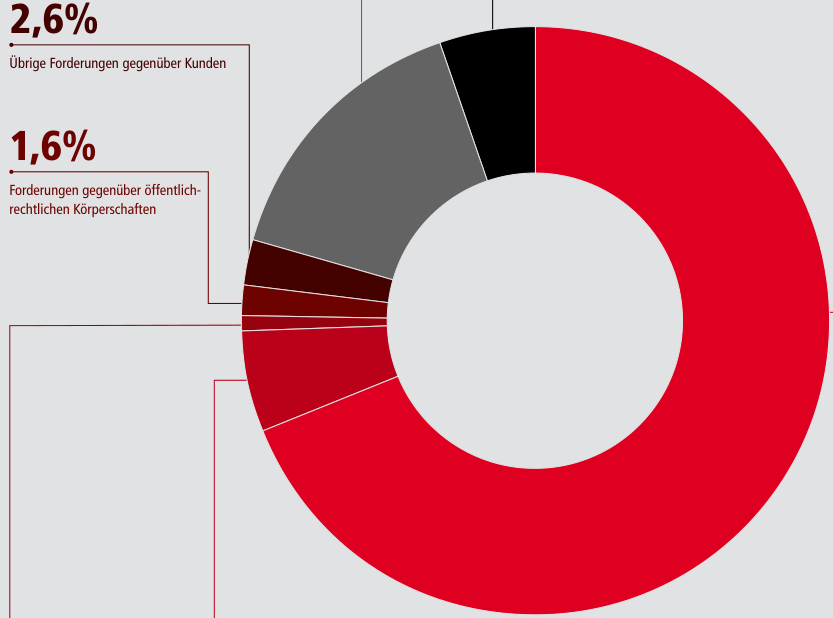 2,6%
Übrige Forderungen gegenüber Kunden
1,6%
Forderungen gegenüber öffentlich-
rechtlichen Körperschaften